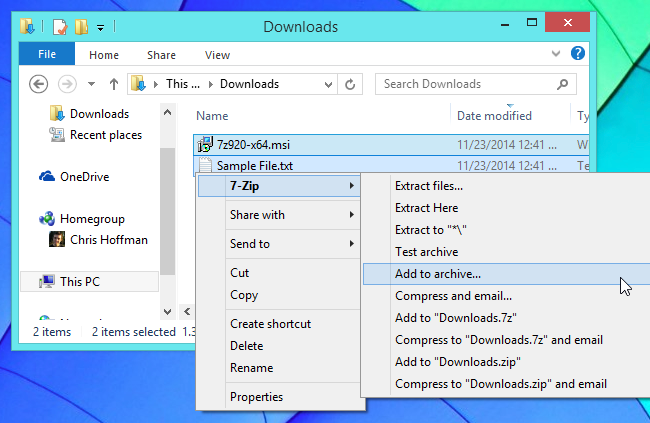 Downloads
File
Home
Share
View
This ...
Downloads
Search Downloads
Downloads
Recent places
OneDrive
Homegroup
Chris Hoffman
This PC
Name
Date modified
7z920-x64.msi
11/23/2014 12:41 ...
Sample File.txt
11/23/2014 12:41 ...
2 items
2 items selected
7-Zip
Share with
Send to
Cut
Copy
Create shortcut
Delete
Rename
Properties
Extract files...
Extract Here
Extract to "*\"
Test archive
Add to archive...
Compress and email...
Add to "Downloads.7z"
Compress to "Downloads.7z" and email
Add to "Downloads.zip"
Compress to "Downloads.zip" and email